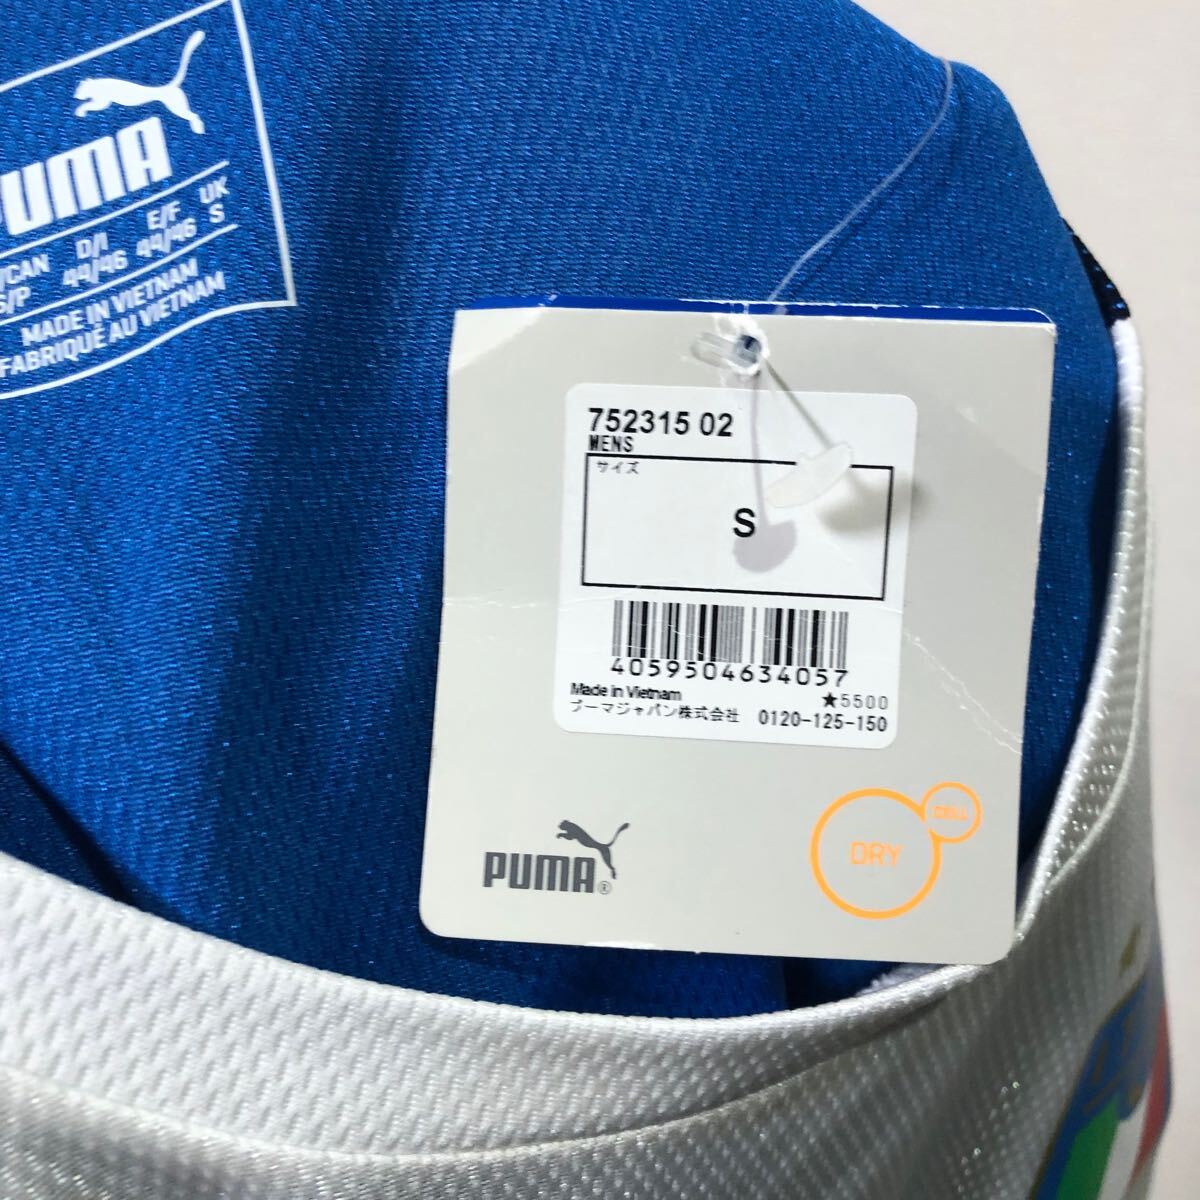 PUMA
/CAN D/I E/F UK
S/P 44/46 44/46 S
MADE IN VIETNAM
FABRIQUÉ AU VIETNAM
752315 02
MENS
サイズ
S
4059504634057
Made in Vietnam
★5500
プーマジャパン株式会社 0120-125-150
PUMA®
DRY
CELL